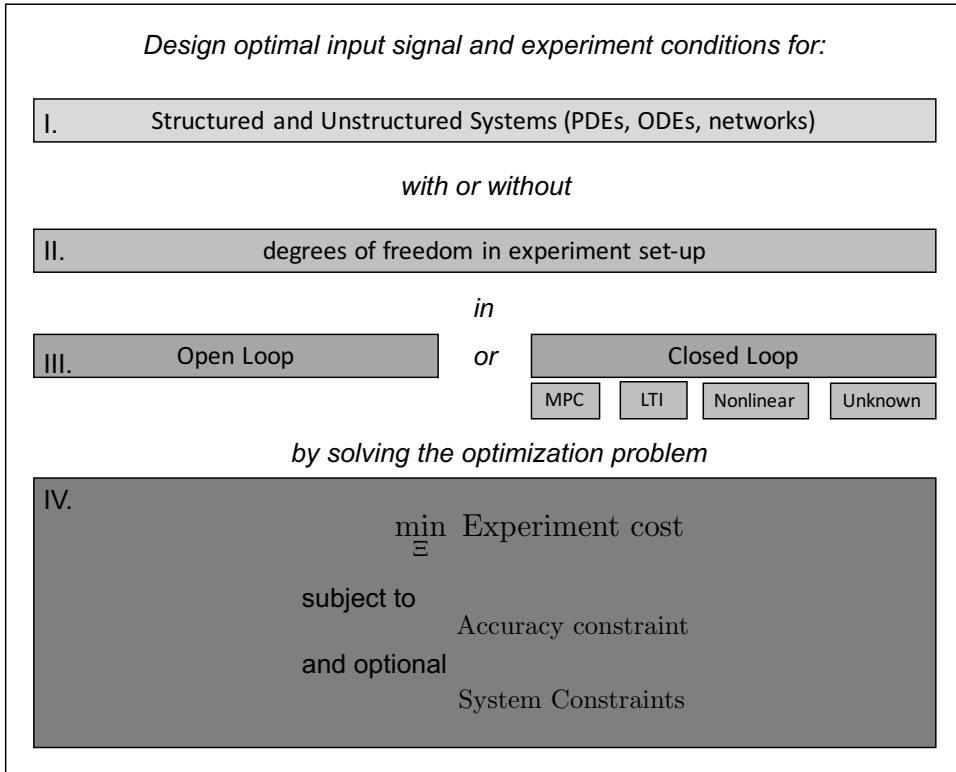 Design optimal input signal and experiment conditions for:
I. Structured and Unstructured Systems (PDEs, ODEs, networks)
with or without
II. degrees of freedom in experiment set-up
in
III. Open Loop or Closed Loop
MPC LTI Nonlinear Unknown
by solving the optimization problem
IV.
min Experiment cost
Ξ
subject to
Accuracy constraint
and optional
System Constraints